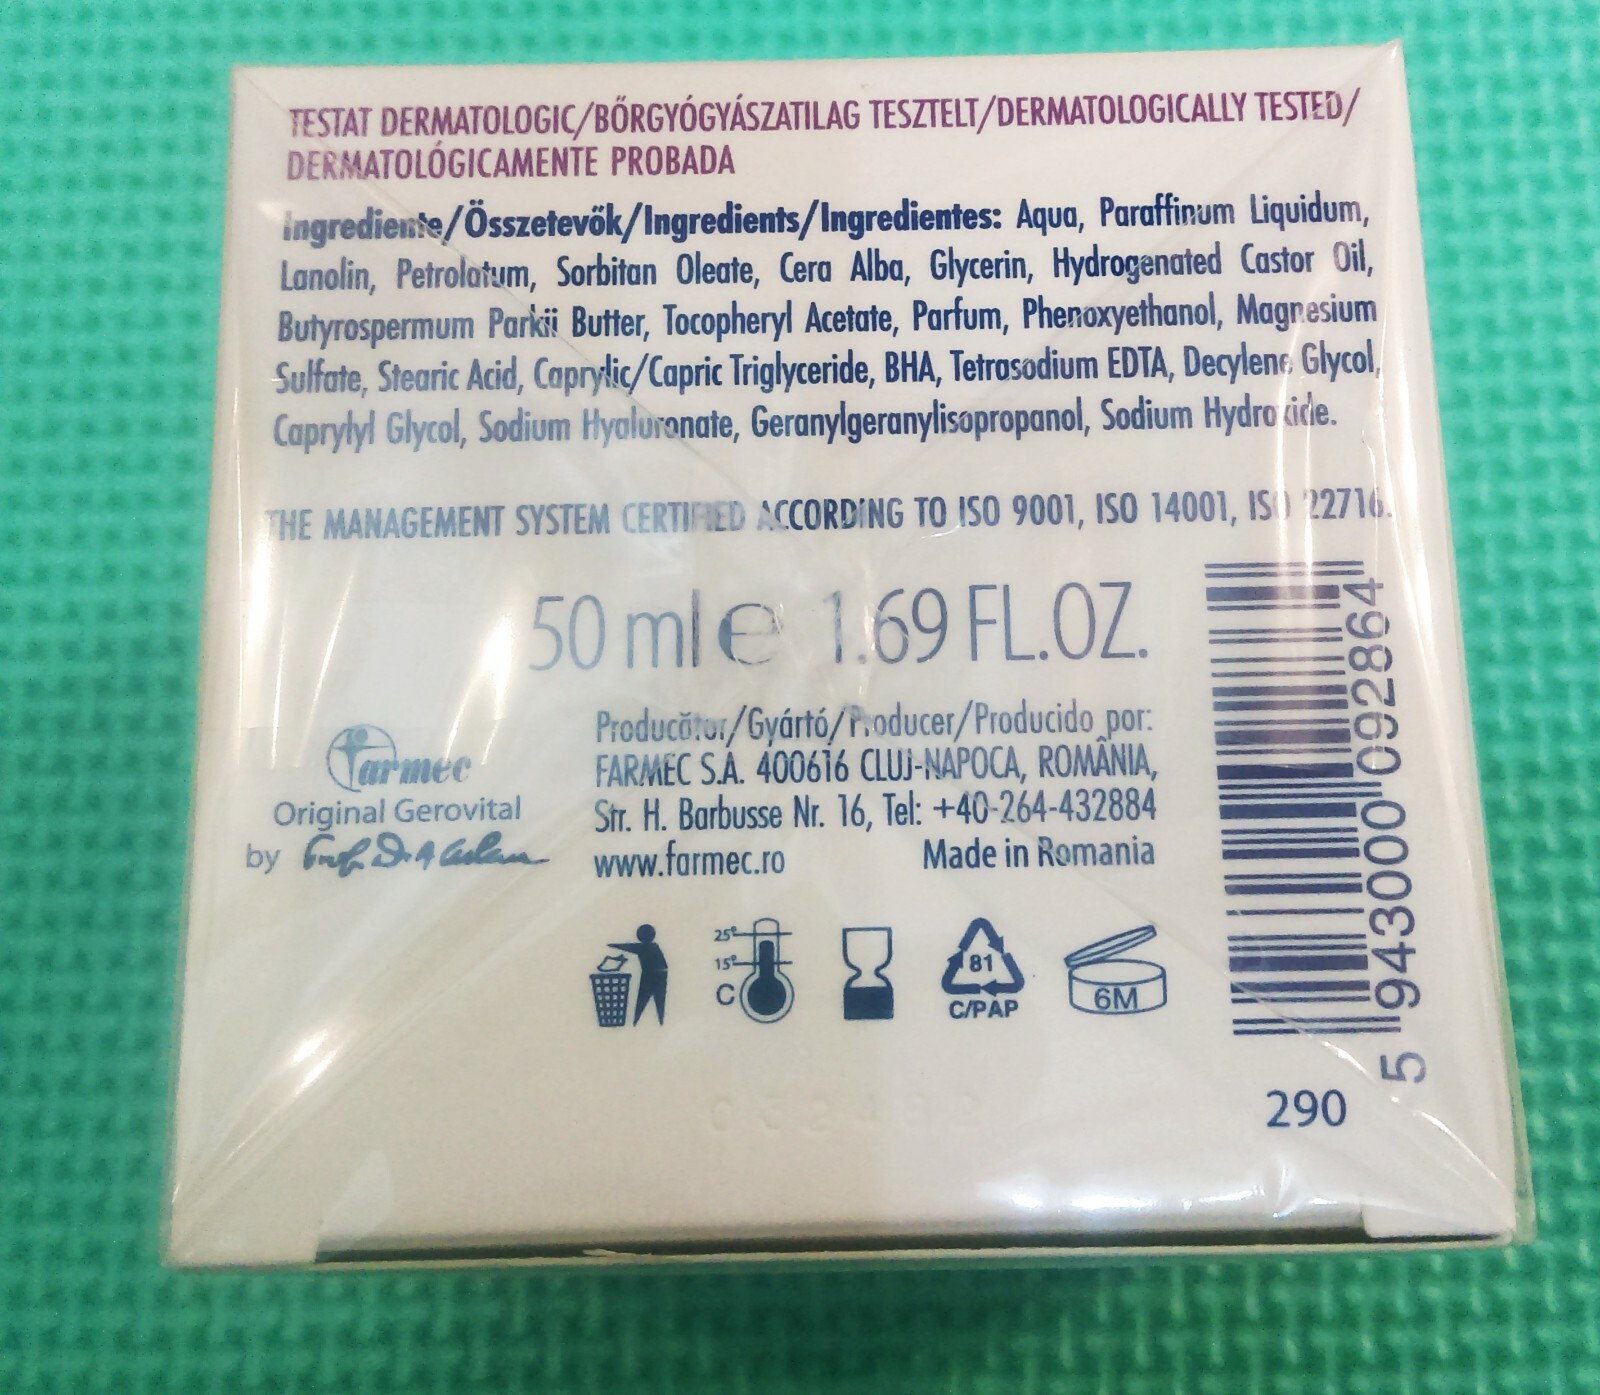 TESTAT DERMATOLOGIC/BŐRGYÓGYÁSZATILAG TESZTELT/DERMATOLOGICALLY TESTED/
DERMATOLÓGICAMENTE PROBADA
Ingrediente/Összetevők/Ingredients/Ingredientes: Aqua, Paraffinum Liquidum,
Lanolin, Petrolatum, Sorbitan Oleate, Cera Alba, Glycerin, Hydrogenated Castor Oil,
Butyrospermum Parkii Butter, Tocopheryl Acetate, Parfum, Phenoxyethanol, Magnesium
Sulfate, Stearic Acid, Caprylic/Capric Triglyceride, BHA, Tetrasodium EDTA, Decylene Glycol,
Caprylyl Glycol, Sodium Hyaluronate, Geranylgeranylisopropanol, Sodium Hydroxide.
THE MANAGEMENT SYSTEM CERTIFIED ACCORDING TO ISO 9001, ISO 14001, ISO 22716.
50 ml e 1.69 FL.OZ.
Producător/Gyártó/Producer/Producido por:
FARMEC S.A. 400616 CLUJ-NAPOCA, ROMÂNIA,
Str. H. Barbusse Nr. 16, Tel: +40-264-432884
www.farmec.ro Made in Romania
Farmec
Original Gerovital
by
25°
15°
C
81
C/PAP
6M
5 943000 092864
290